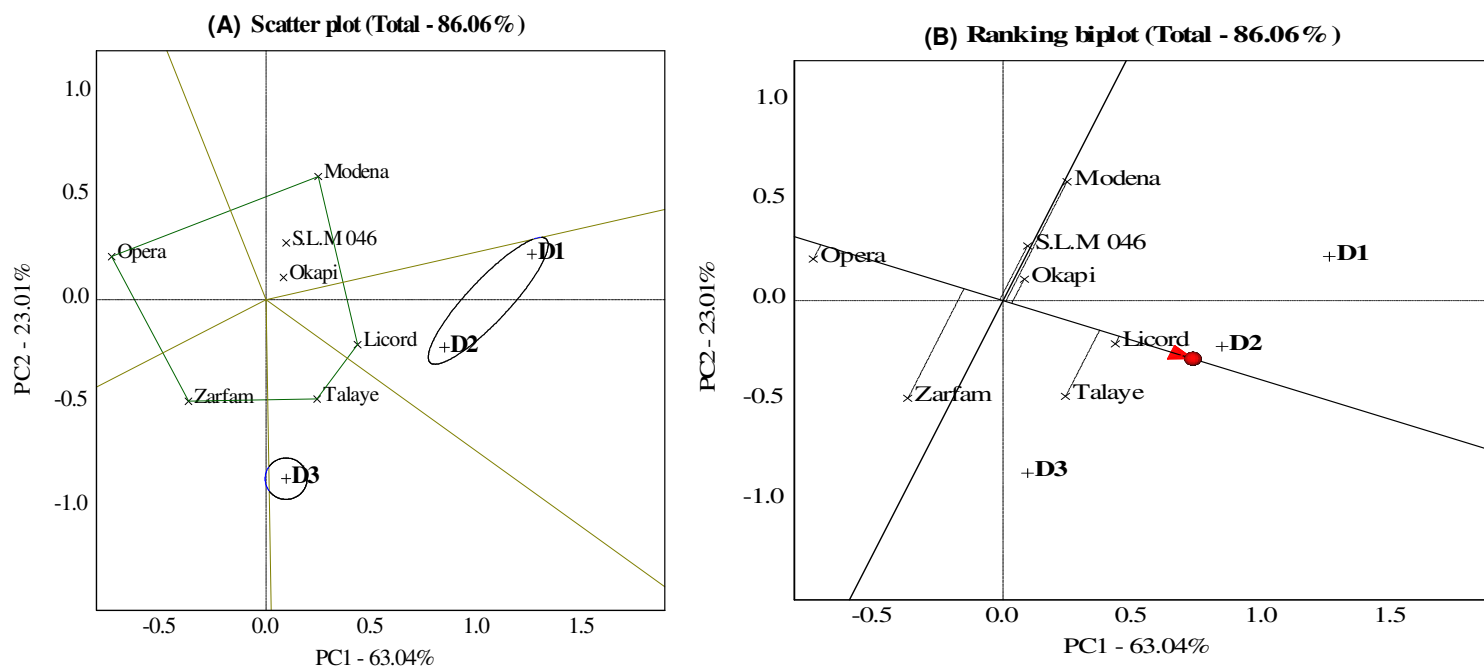 (A) Scatter plot (Total - 86.06%)
1.0
0.5
0.0
-0.5
-1.0
PC2 - 23.01%
Modena
S.L.M 046
Opera
Okapi
D1
Licord
D2
Zarfam
Talaye
D3
-0.5
0.0
0.5
1.0
1.5
PC1 - 63.04%
(B) Ranking biplot (Total - 86.06%)
1.0
0.5
0.0
-0.5
-1.0
PC2 - 23.01%
Modena
S.L.M 046
Opera
Okapi
D1
Licord
D2
Zarfam
Talaye
D3
-0.5
0.0
0.5
1.0
1.5
PC1 - 63.04%